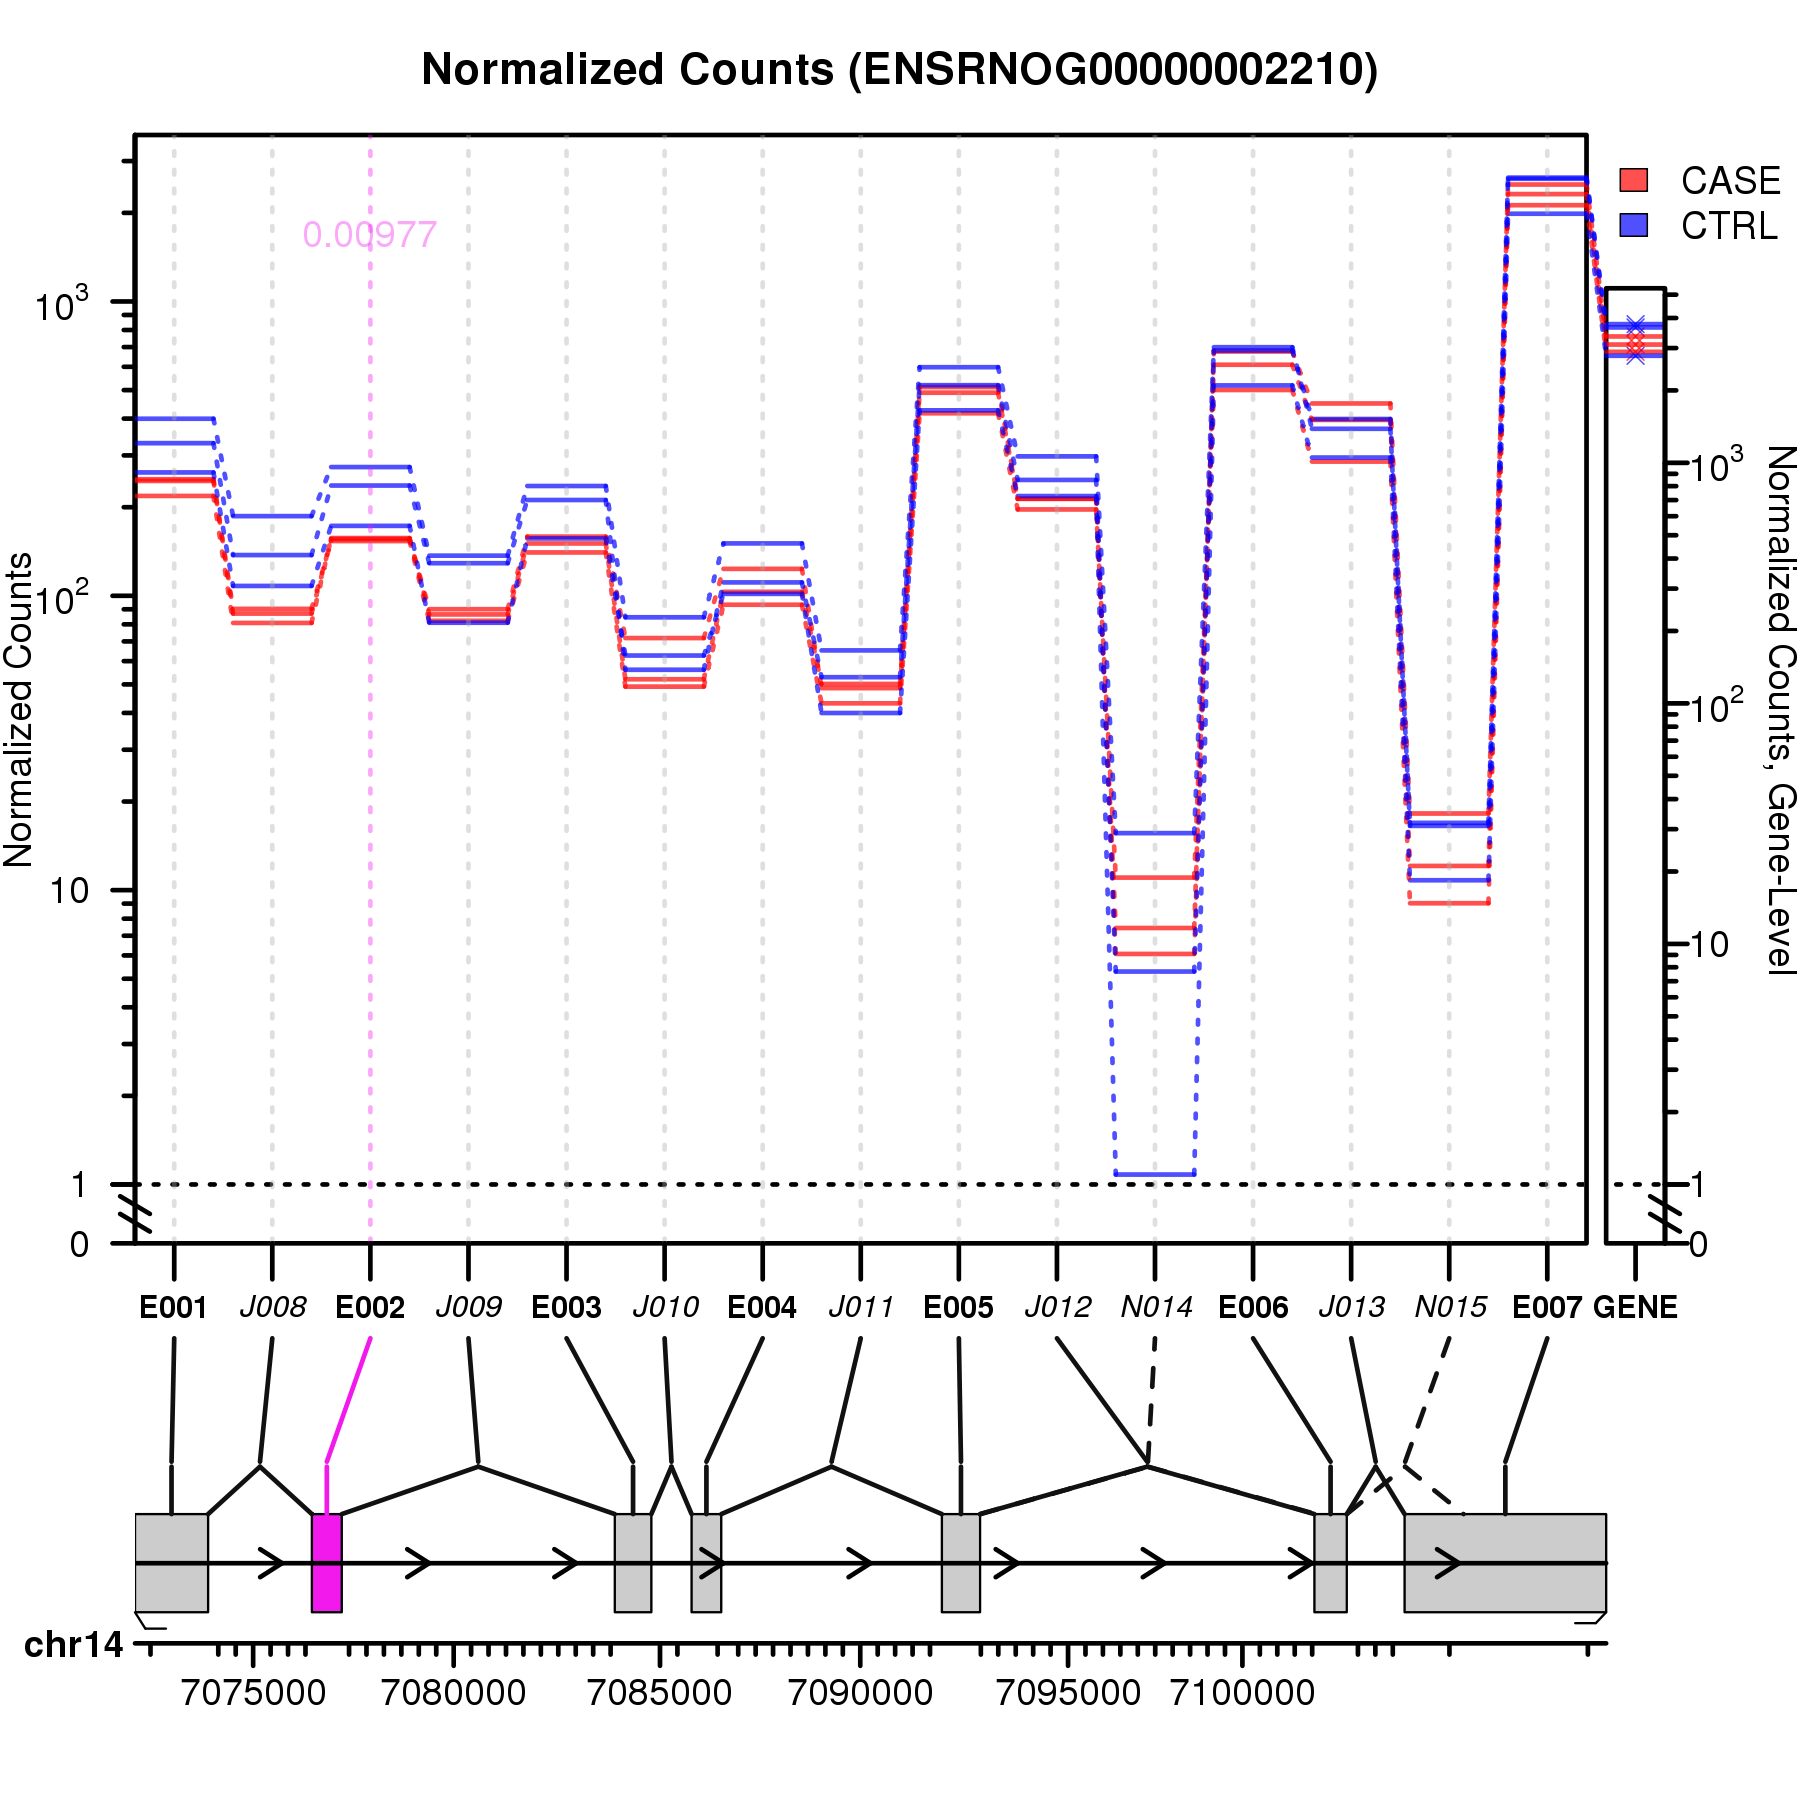 Normalized Counts (ENSRNOG00000002210)
CASE
CTRL
0.00977
Normalized Counts
10³
10²
10
1
0
Normalized Counts, Gene-Level
10³
10²
10
1
0
E001 J008 E002 J009 E003 J010 E004 J011 E005 J012 N014 E006 J013 N015 E007 GENE
chr14
7075000 7080000 7085000 7090000 7095000 7100000